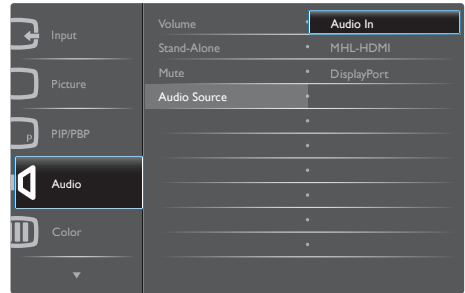 Input
Picture
P
PIP/PBP
Audio
Color
Volume
Stand-Alone
Mute
Audio Source
Audio In
MHL-HDMI
DisplayPort